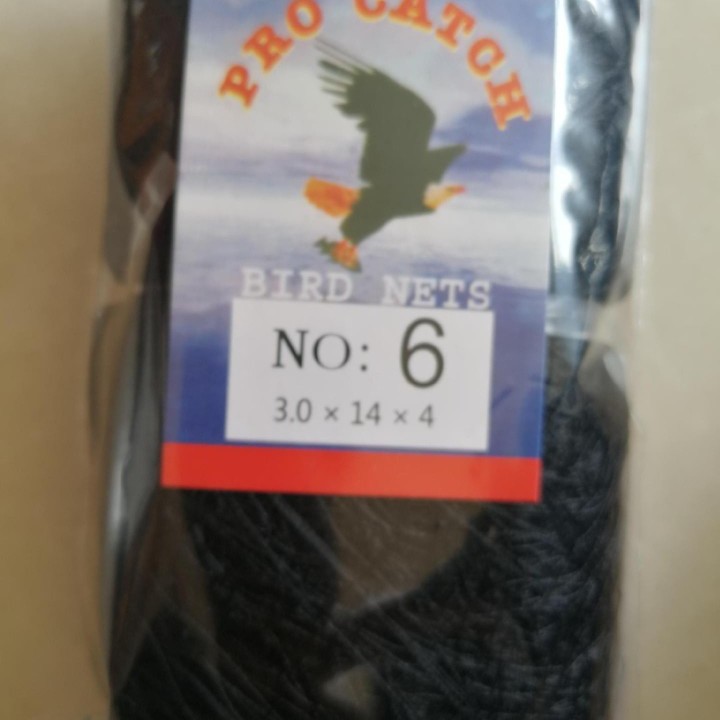 PRO CATCH
BIRD NETS
NO: 6
3.0 × 14 × 4